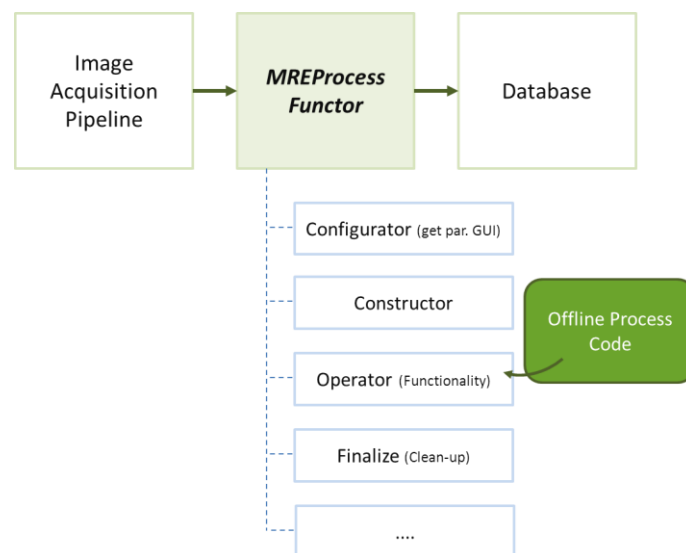 Image
Acquisition
Pipeline
MREProcess
Functor
Database
Configurator (get par. GUI)
Constructor
Offline Process
Code
Operator (Functionality)
Finalize (Clean-up)
....